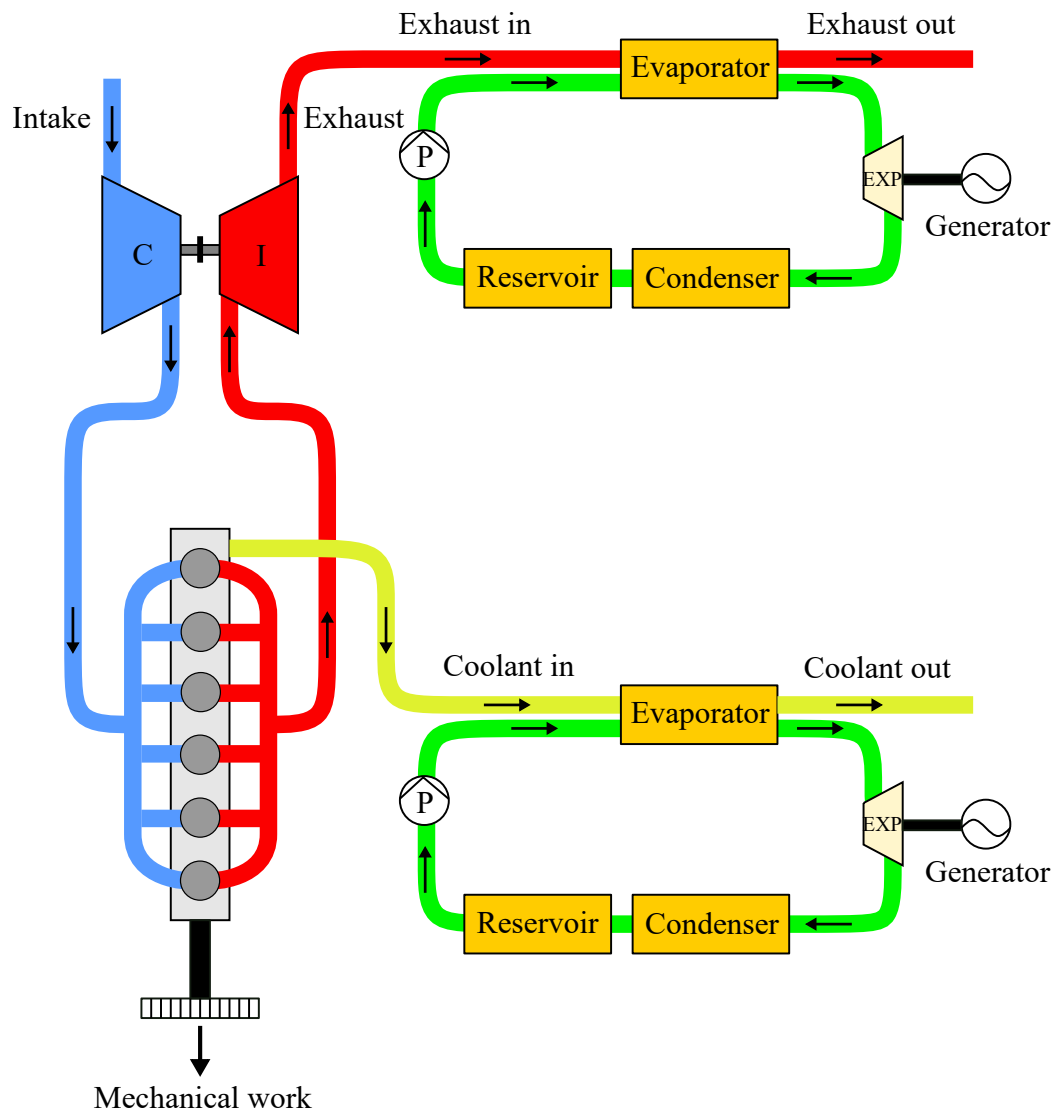 Exhaust in
Exhaust out
Evaporator
Intake
Exhaust
P
EXP
Generator
C
I
Reservoir
Condenser
Coolant in
Coolant out
Evaporator
P
EXP
Generator
Reservoir
Condenser
Mechanical work